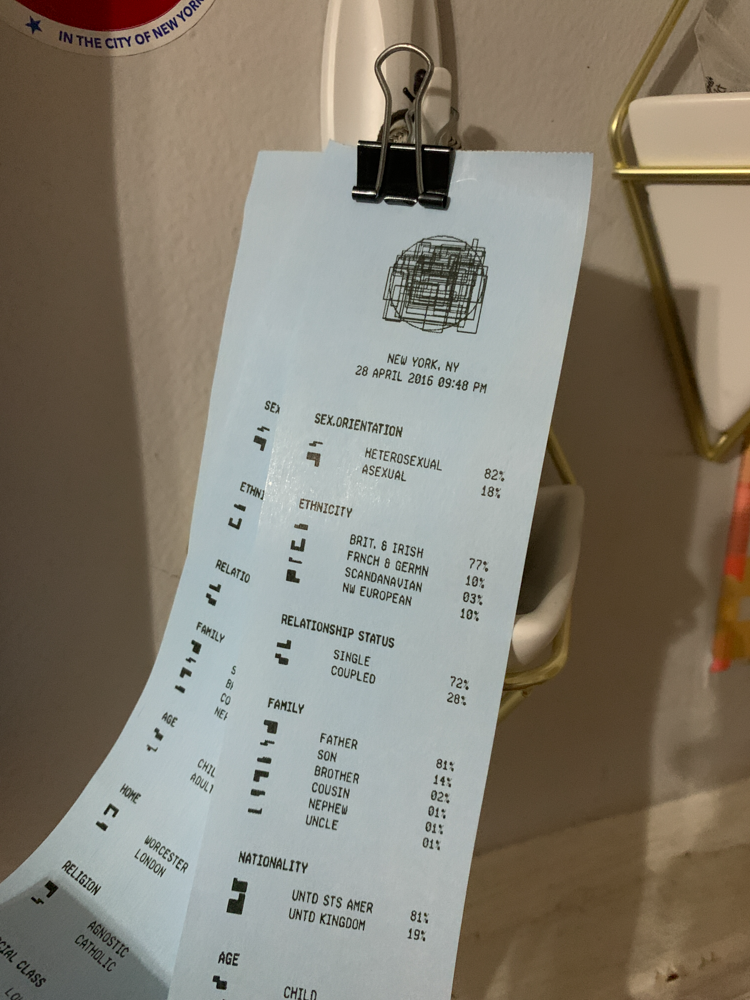 IN THE CITY OF NEW YORK
NEW YORK, NY
28 APRIL 2016 09:48 PM
SEX.ORIENTATION
HETEROSEXUAL 82%
ASEXUAL 18%
ETHNICITY
BRIT. & IRISH 77%
FRNCH & GERMN 10%
SCANDANAVIAN 03%
NW EUROPEAN 10%
RELATIONSHIP STATUS
SINGLE 72%
COUPLED 28%
FAMILY
FATHER 81%
SON 14%
BROTHER 02%
COUSIN 01%
NEPHEW 01%
UNCLE 01%
NATIONALITY
UNTD STS AMER 81%
UNTD KINGDOM 19%
AGE
CHILD
SEX
ETHNI
RELATIO
FAMILY
S
BR
CO
NEP
AGE
CHIL
ADULT
HOME
WORCESTER
LONDON
RELIGION
AGNOSTIC
CATHOLIC
CIAL CLASS